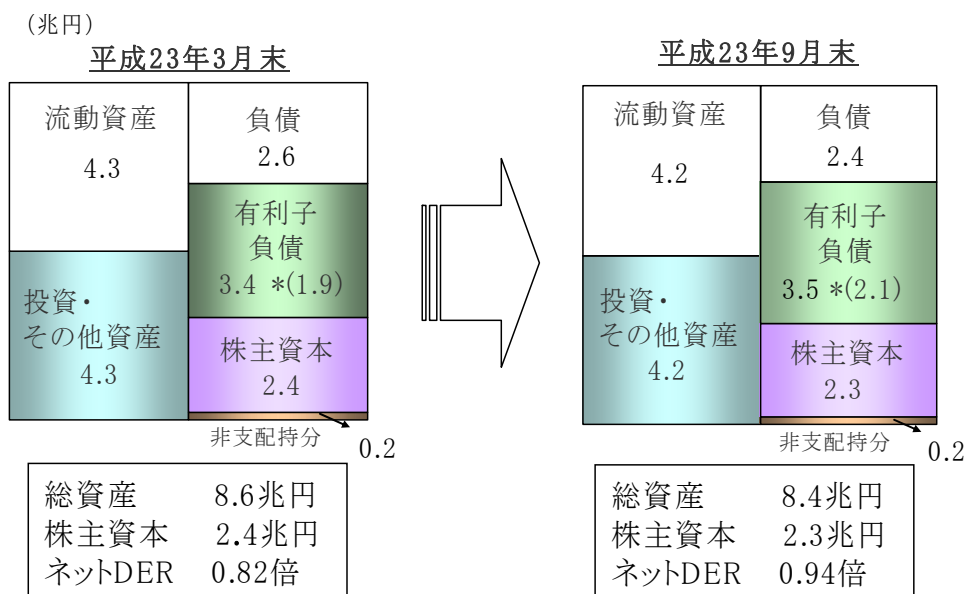 (兆円)
平成23年3月末
流動資産
4.3
負債
2.6
有利子
負債
3.4 *(1.9)
投資・
その他資産
4.3
株主資本
2.4
非支配持分
0.2
総資産 8.6兆円
株主資本 2.4兆円
ネットDER 0.82倍
平成23年9月末
流動資産
4.2
負債
2.4
有利子
負債
3.5 *(2.1)
投資・
その他資産
4.2
株主資本
2.3
非支配持分
0.2
総資産 8.4兆円
株主資本 2.3兆円
ネットDER 0.94倍